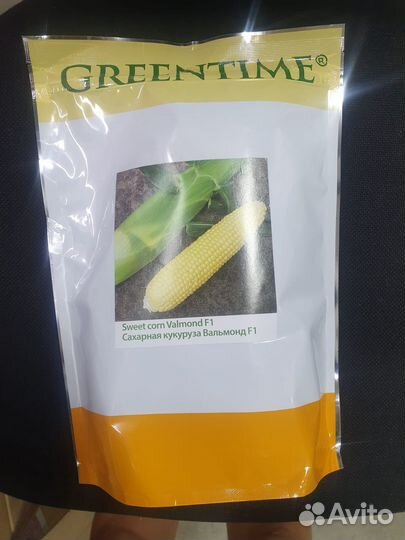 GREENTIME®
Sweet corn Valmond F1
Сахарная кукуруза Вальмонд F1
Avito